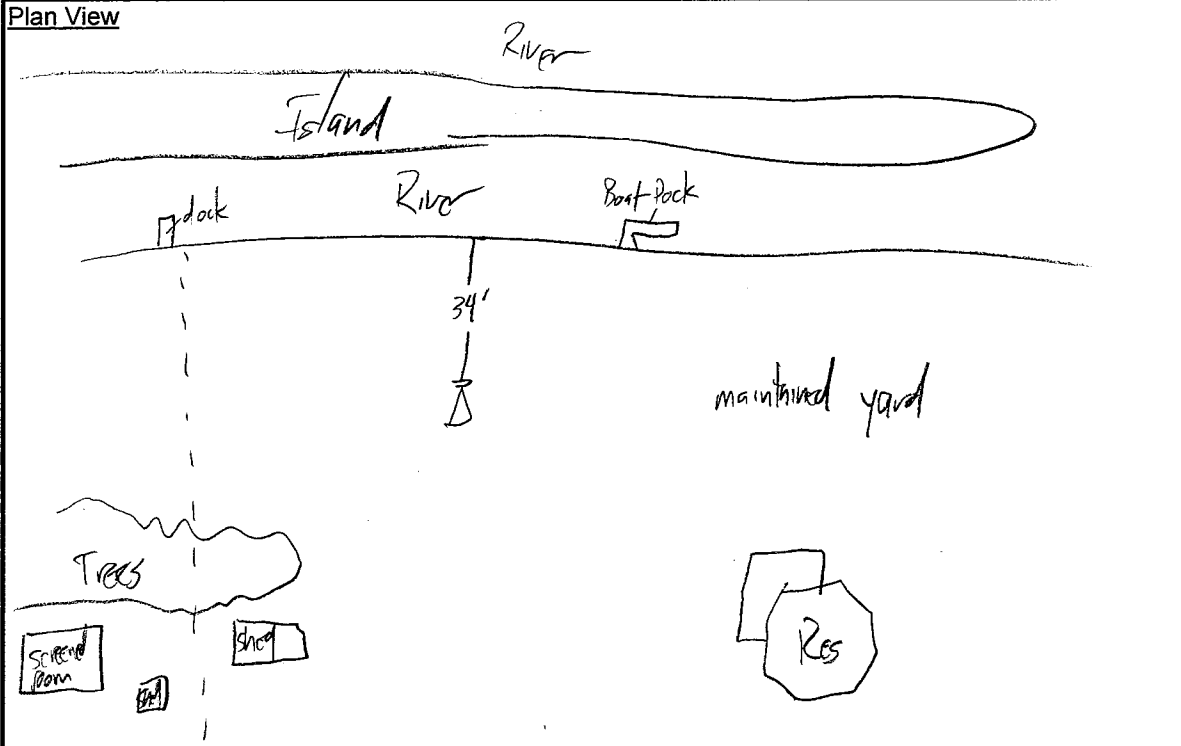 Plan View
River
Island
River
dock
Boat Dock
34'
maintained yard
Trees
screened room
shed
Res